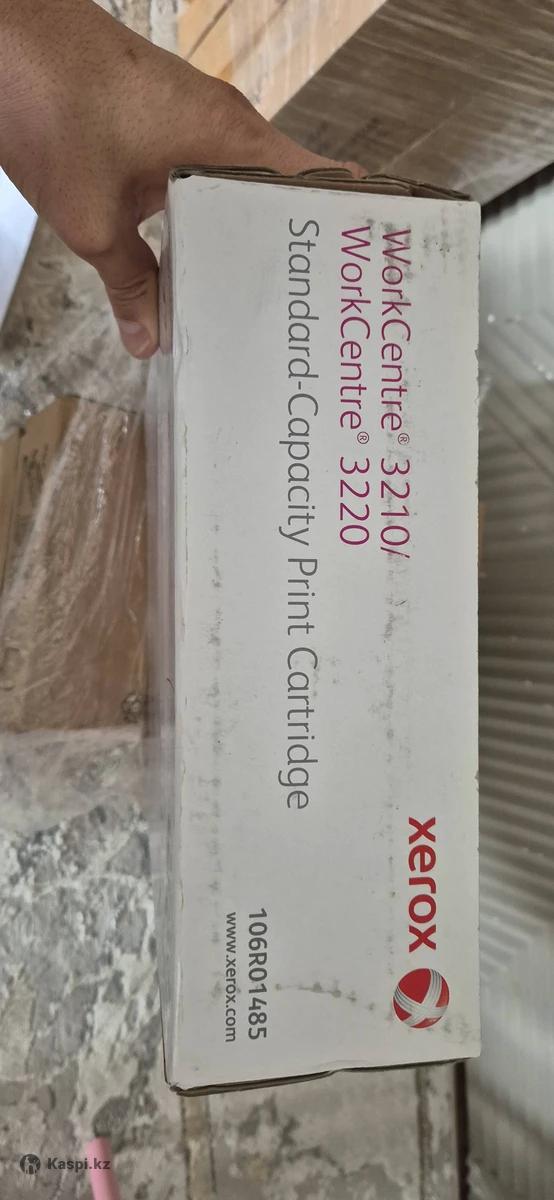 WorkCentre® 3210/
WorkCentre® 3220
Standard-Capacity Print Cartridge
xerox
106R01485
www.xerox.com
Kaspi.kz